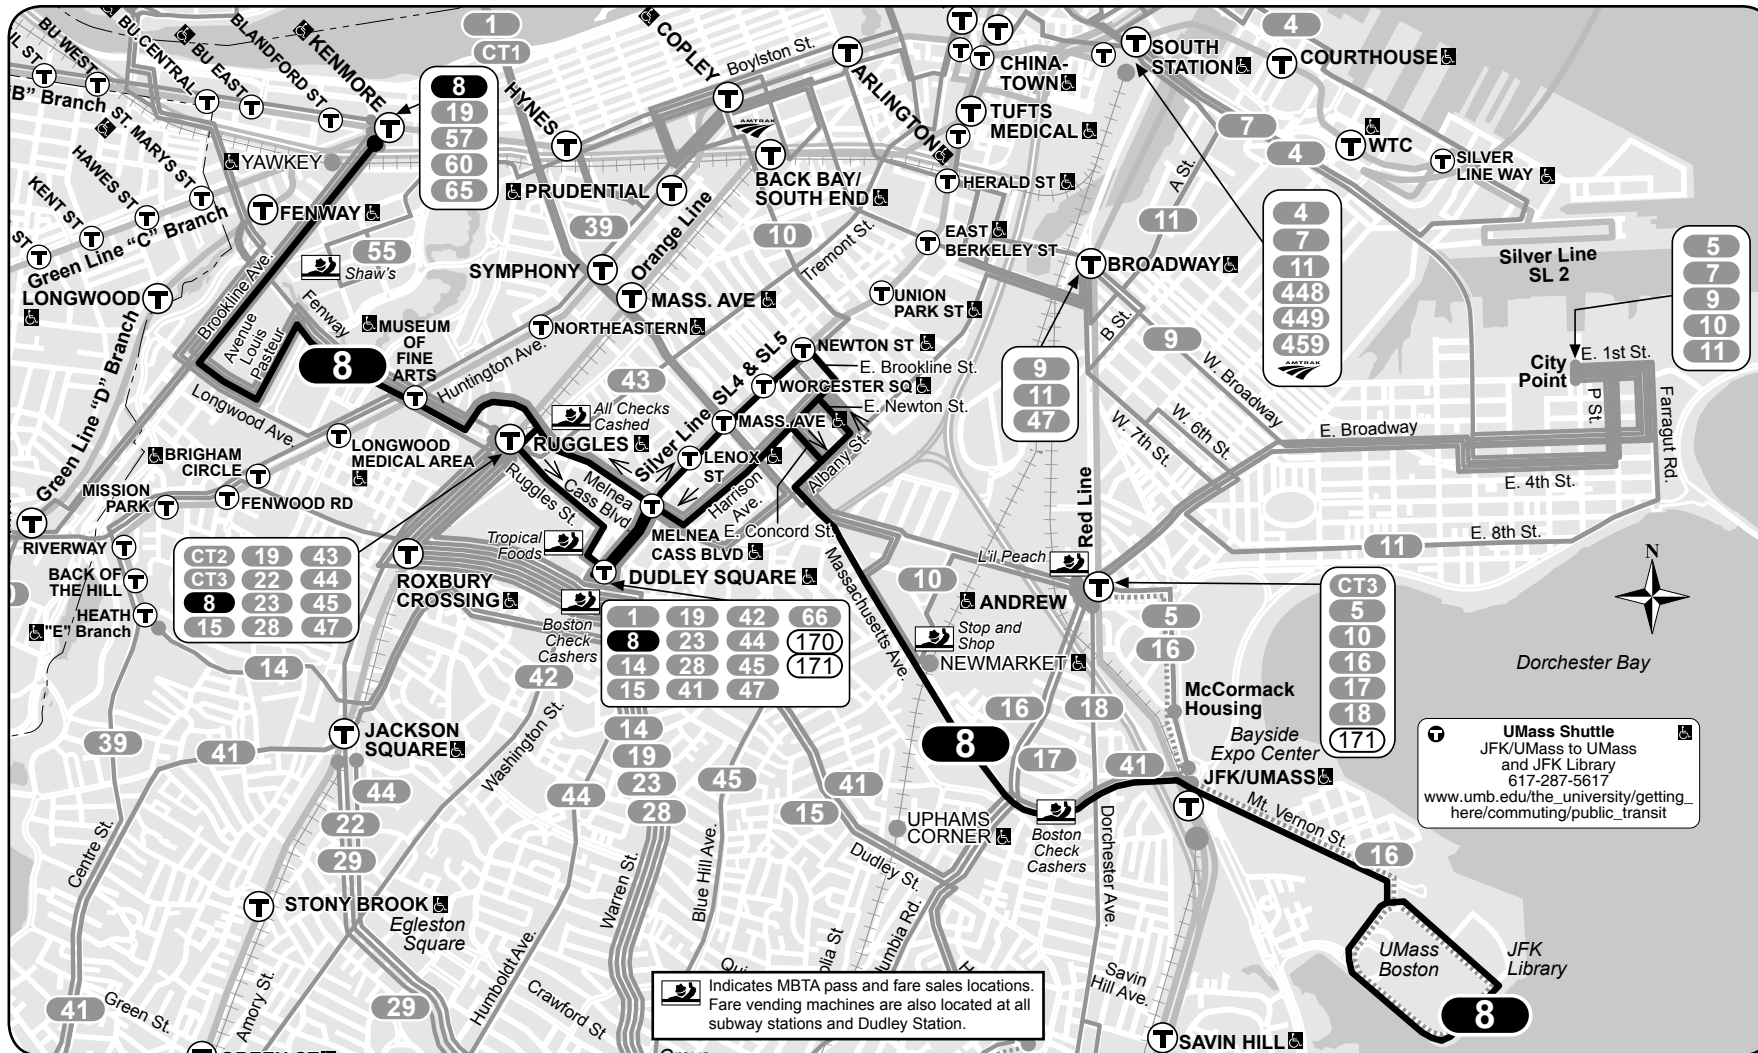 BU WEST
BU CENTRAL
BU EAST
BLANDFORD ST
KENMORE
1
CT1
8
19
57
60
65
HYNES
COPLEY
Boylston St.
ARLINGTON
AMTRAK
CHINA-
TOWN
TUFTS
MEDICAL
SOUTH
STATION
4
COURTHOUSE
7
4
WTC
SILVER
LINE WAY
"B" Branch
ST. MARYS ST
HAWES ST
KENT ST
ST
Green Line "C" Branch
YAWKEY
FENWAY
PRUDENTIAL
BACK BAY/
SOUTH END
HERALD ST
A St.
11
39
10
Orange Line
Tremont St.
EAST
BERKELEY ST
BROADWAY
4
7
11
448
449
459
AMTRAK
Silver Line
SL 2
5
7
9
10
11
55
Shaw's
LONGWOOD
Brookline Ave.
Avenue
Louis
Pasteur
Fenway
SYMPHONY
MASS. AVE
NORTHEASTERN
UNION
PARK ST
B St.
9
W. Broadway
City
Point
E. 1st St.
P St.
Farragut Rd.
MUSEUM
OF
FINE
ARTS
8
Huntington Ave.
Green Line "D" Branch
Longwood Ave.
NEWTON ST
E. Brookline St.
WORCESTER SQ
E. Newton St.
MASS. AVE
43
Silver Line SL4 & SL5
9
11
47
W. 7th St.
W. 6th St.
E. Broadway
E. 4th St.
E. 8th St.
11
All Checks
Cashed
RUGGLES
LENOX
ST
Albany St.
LONGWOOD
MEDICAL AREA
BRIGHAM
CIRCLE
MISSION
PARK
FENWOOD RD
RIVERWAY
BACK OF
THE HILL
HEATH
"E" Branch
Ruggles St.
Melnea
Cass Blvd.
Harrison
Ave.
E. Concord St.
MELNEA
CASS BLVD
Tropical
Foods
DUDLEY SQUARE
Red Line
L'il Peach
ANDREW
CT2 19 43
CT3 22 44
8 23 45
15 28 47
ROXBURY
CROSSING
Boston
Check
Cashers
1 19 42 66
8 23 44 170
14 28 45 171
15 41 47
Massachusetts Ave.
10
Stop and
Shop
NEWMARKET
5
16
CT3
5
10
16
17
18
171
N
Dorchester Bay
McCormack
Housing
Bayside
Expo Center
JFK/UMASS
UMass Shuttle
JFK/UMass to UMass
and JFK Library
617-287-5617
www.umb.edu/the_university/getting_
here/commuting/public_transit
14
39
41
JACKSON
SQUARE
42
Washington St.
14
19
23
28
44
22
29
44
45
41
15
8
16
18
17
41
Mt. Vernon St.
16
Centre St.
UPHAMS
CORNER
Boston
Check
Cashers
Dorchester Ave.
Dudley St.
Blue Hill Ave.
Warren St.
STONY BROOK
Egleston
Square
Humboldt Ave.
Crawford St
Amory St.
Green St.
41
29
Savin
Hill Ave.
UMass
Boston
JFK
Library
8
Indicates MBTA pass and fare sales locations.
Fare vending machines are also located at all
subway stations and Dudley Station.
SAVIN HILL